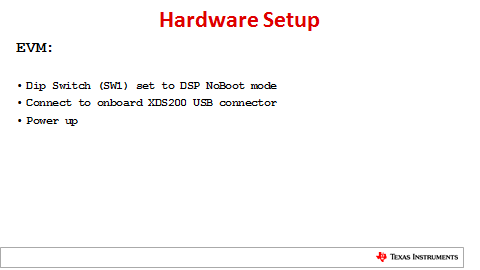 Hardware Setup
EVM:
• Dip Switch (SW1) set to DSP NoBoot mode
• Connect to onboard XDS200 USB connector
• Power up
TEXAS INSTRUMENTS